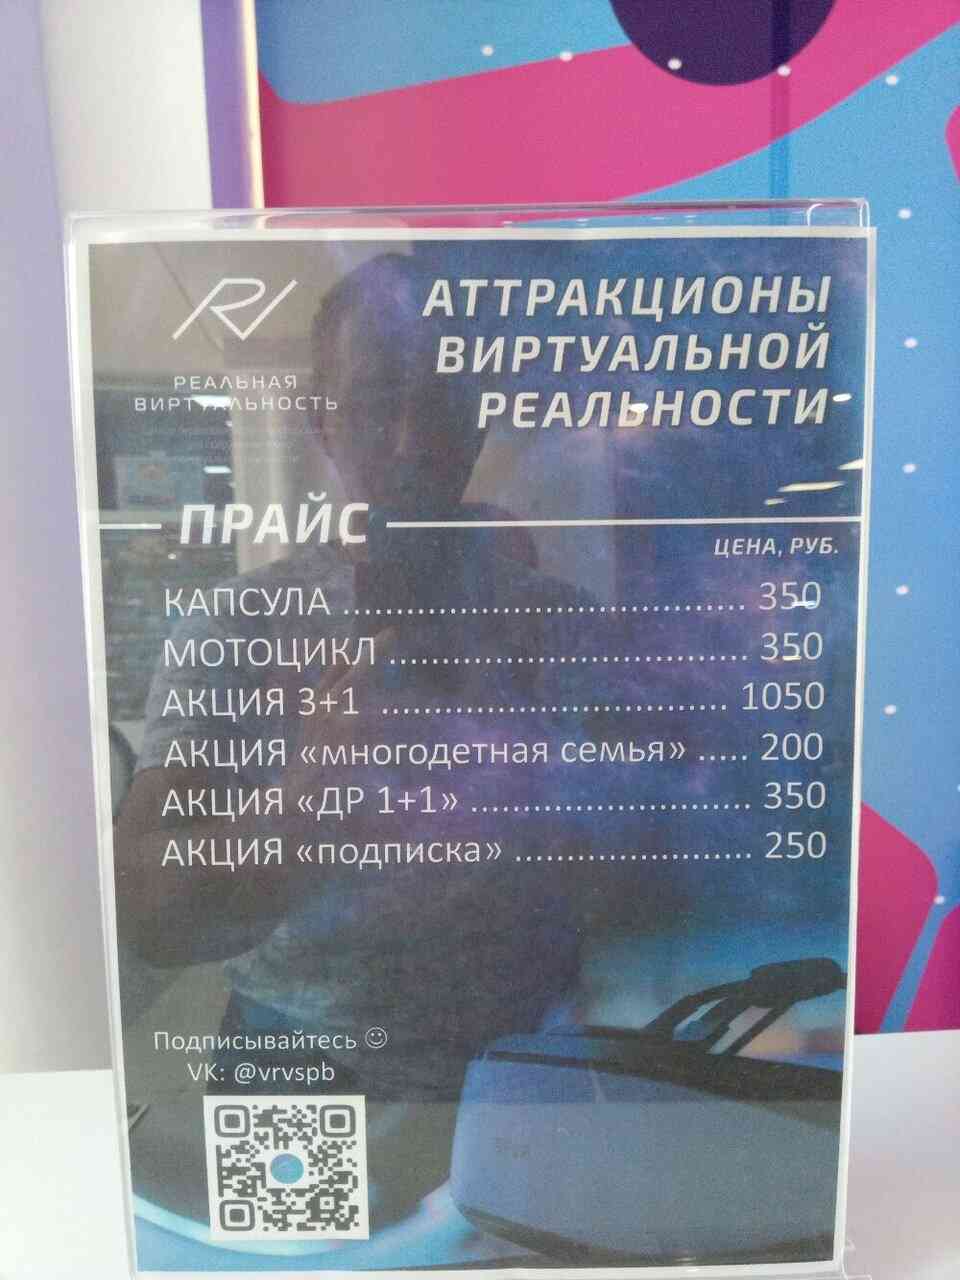 РЕАЛЬНАЯ
ВИРТУАЛЬНОСТЬ
АТТРАКЦИОНЫ
ВИРТУАЛЬНОЙ
РЕАЛЬНОСТИ
ПРАЙС
ЦЕНА, РУБ.
КАПСУЛА ....................................... 350
МОТОЦИКЛ ................................... 350
АКЦИЯ 3+1 ................................. 1050
АКЦИЯ «многодетная семья» ..... 200
АКЦИЯ «ДР 1+1» ........................... 350
АКЦИЯ «подписка» ....................... 250
Подписывайтесь ☺
VK: @vrvspb